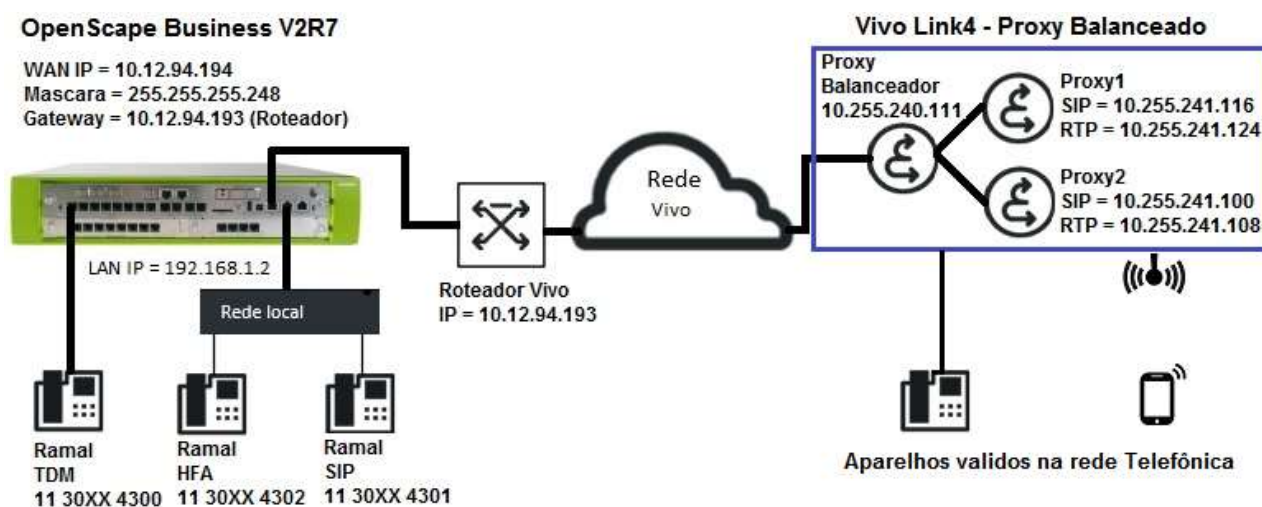 OpenScape Business V2R7
WAN IP = 10.12.94.194
Mascara = 255.255.255.248
Gateway = 10.12.94.193 (Roteador)
LAN IP = 192.168.1.2
Rede local
Ramal
TDM
11 30XX 4300
Ramal
HFA
11 30XX 4302
Ramal
SIP
11 30XX 4301
Roteador Vivo
IP = 10.12.94.193
Rede
Vivo
Vivo Link4 - Proxy Balanceado
Proxy
Balanceador
10.255.240.111
Proxy1
SIP = 10.255.241.116
RTP = 10.255.241.124
Proxy2
SIP = 10.255.241.100
RTP = 10.255.241.108
Aparelhos validos na rede Telefônica